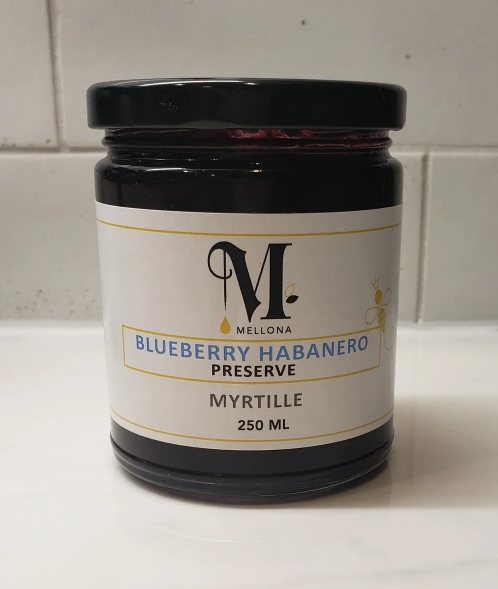 M
MELLONA
BLUEBERRY HABANERO
PRESERVE
MYRTILLE
250 ML